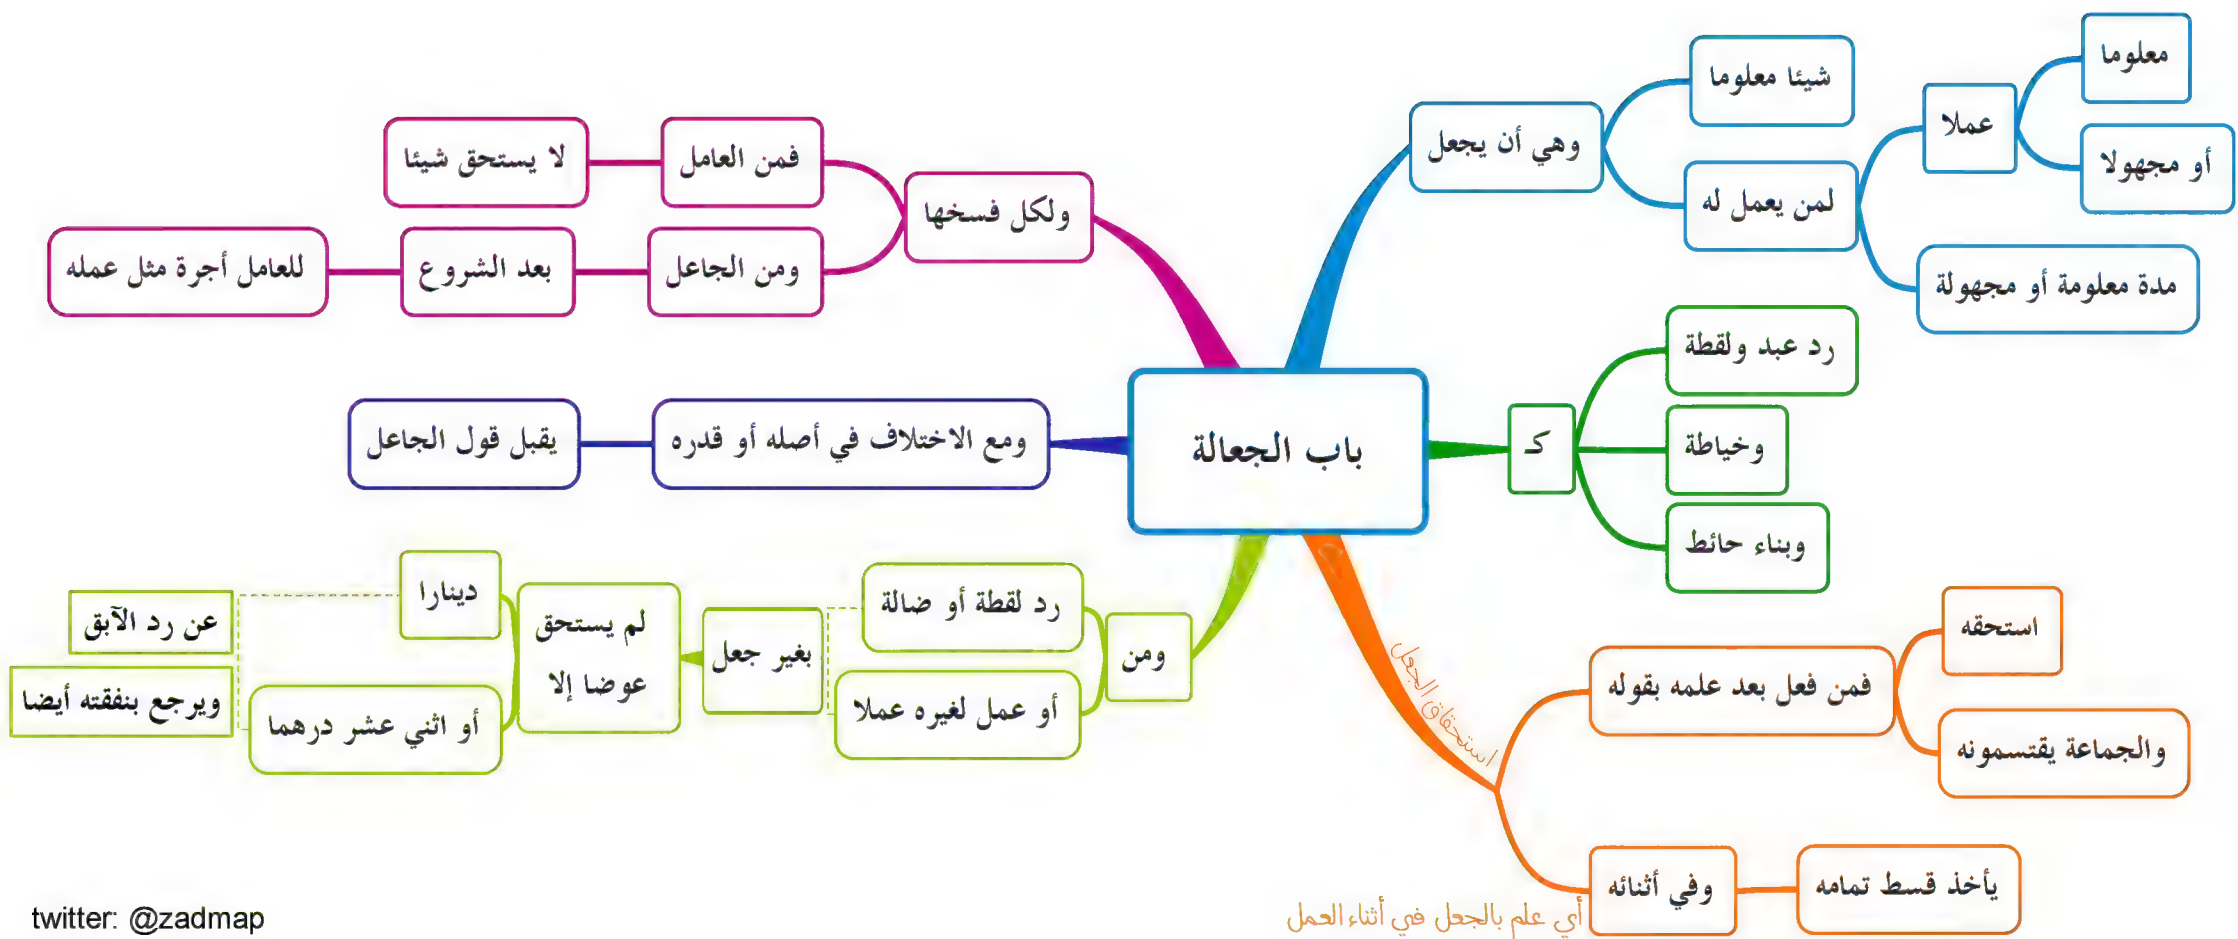 باب الجعالة
وهي أن يجعل
شيئا معلوما
لمن يعمل له
عملا
معلوما
أو مجهولا
مدة معلومة أو مجهولة
كـ
رد عبد ولقطة
وخياطة
وبناء حائط
استحقاق الجعل
فمن فعل بعد علمه بقوله
استحقه
والجماعة يقتسمونه
وفي أثنائه
أي علم بالجعل في أثناء العمل
يأخذ قسط تمامه
ولكل فسخها
فمن العامل
لا يستحق شيئا
ومن الجاعل
بعد الشروع
للعامل أجرة مثل عمله
ومع الاختلاف في أصله أو قدره
يقبل قول الجاعل
ومن
رد لقطة أو ضالة
أو عمل لغيره عملا
بغير جعل
لم يستحق
عوضا إلا
دينارا
أو اثني عشر درهما
عن رد الآبق
ويرجع بنفقته أيضا
twitter: @zadmap